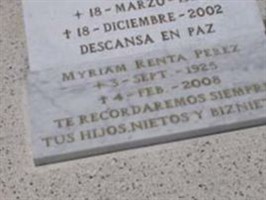 ✝ 18 - MARZO -
✝ 18 - DICIEMBRE - 2002
DESCANSA EN PAZ
MYRIAM RENTA PEREZ
✝ 3 - SEPT. - 1925
✝ 4 - FEB. - 2008
TE RECORDAREMOS SIEMPRE
TUS HIJOS, NIETOS Y BIZNIET